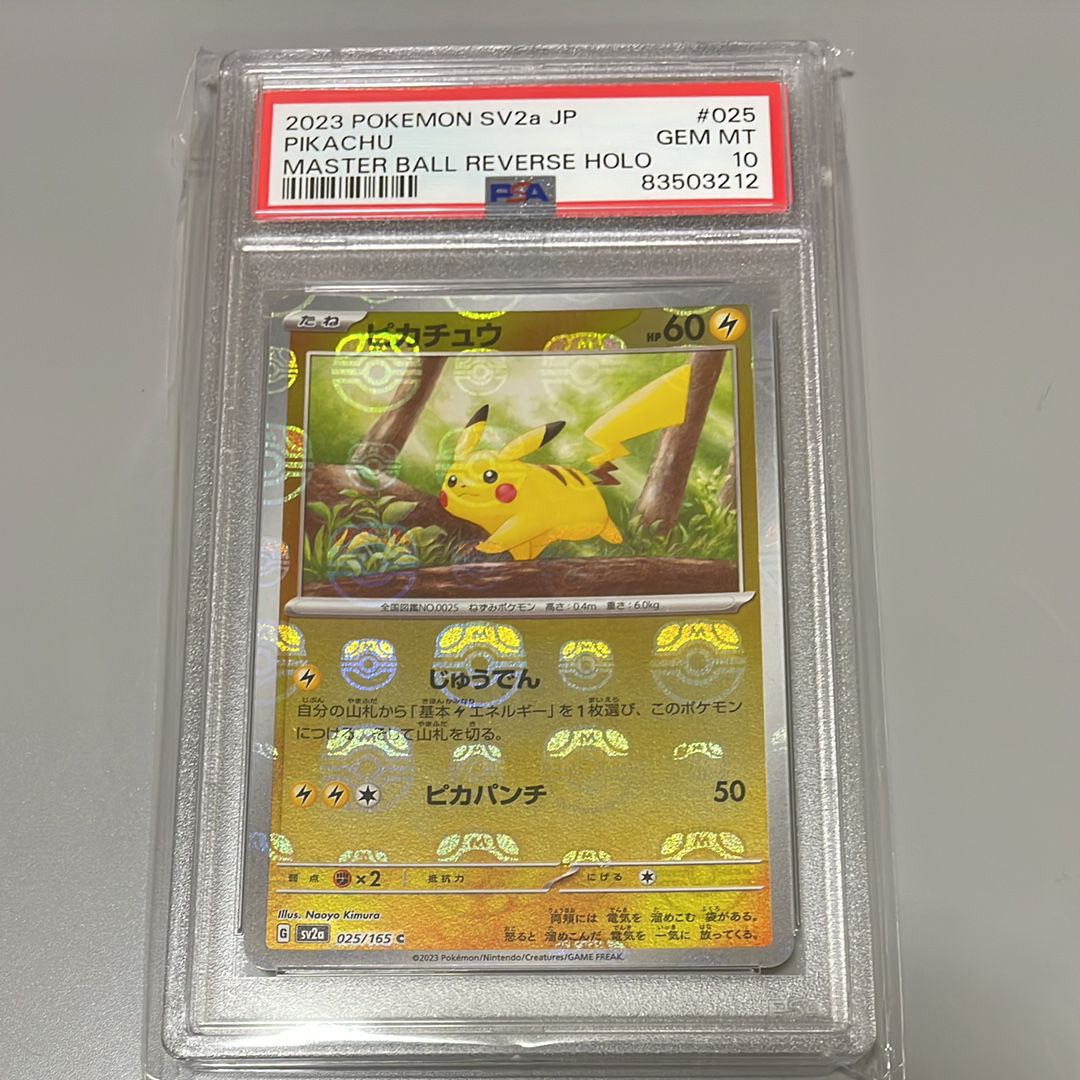 2023 POKEMON SV2a JP #025
PIKACHU GEM MT
MASTER BALL REVERSE HOLO 10
PSA 83503212
たね ピカチュウ HP60
全国図鑑NO.0025 ねずみポケモン 高さ:0.4m 重さ:6.0kg
じゅうでん
自分の山札から「基本エネルギー」を1枚選び、このポケモン
につける。そして山札を切る。
ピカパンチ 50
弱点 ×2 抵抗力 にげる
Illus. Naoyo Kimura
両頬には 電気を 溜めこむ 袋がある。
G sv2a 025/165 C
怒ると 溜めこんだ 電気を 一気に 放ってくる。
©2023 Pokémon/Nintendo/Creatures/GAME FREAK.